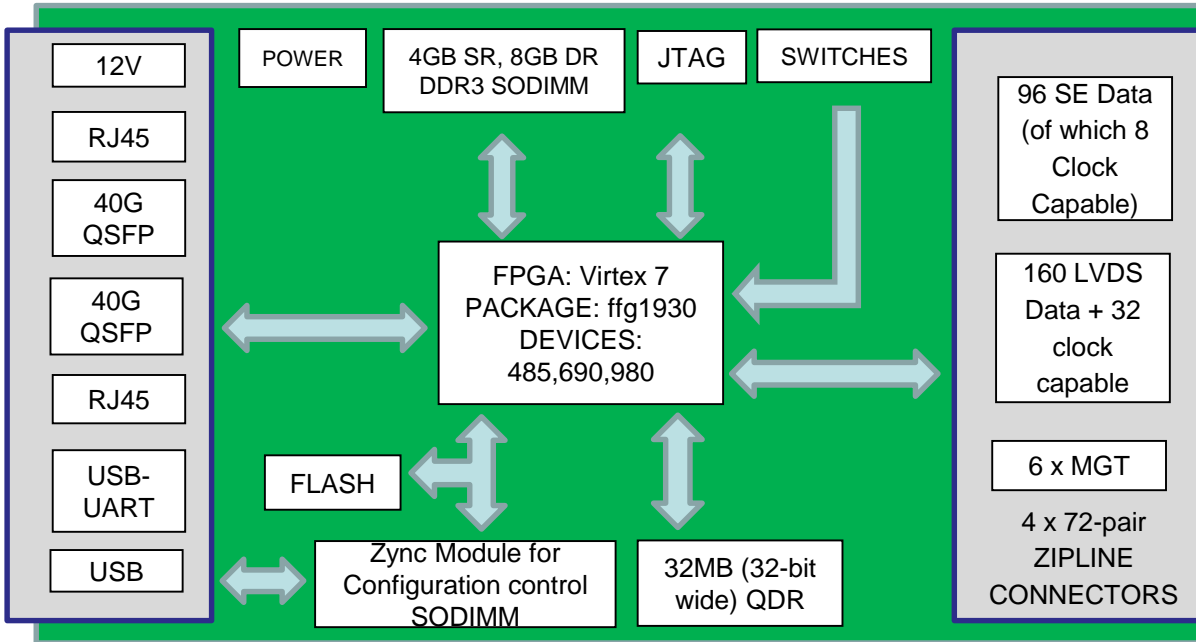 12V
RJ45
40G
QSFP
40G
QSFP
RJ45
USB-
UART
USB
POWER
4GB SR, 8GB DR
DDR3 SODIMM
JTAG
SWITCHES
FPGA: Virtex 7
PACKAGE: ffg1930
DEVICES:
485,690,980
FLASH
Zync Module for
Configuration control
SODIMM
32MB (32-bit
wide) QDR
96 SE Data
(of which 8
Clock
Capable)
160 LVDS
Data + 32
clock
capable
6 x MGT
4 x 72-pair
ZIPLINE
CONNECTORS